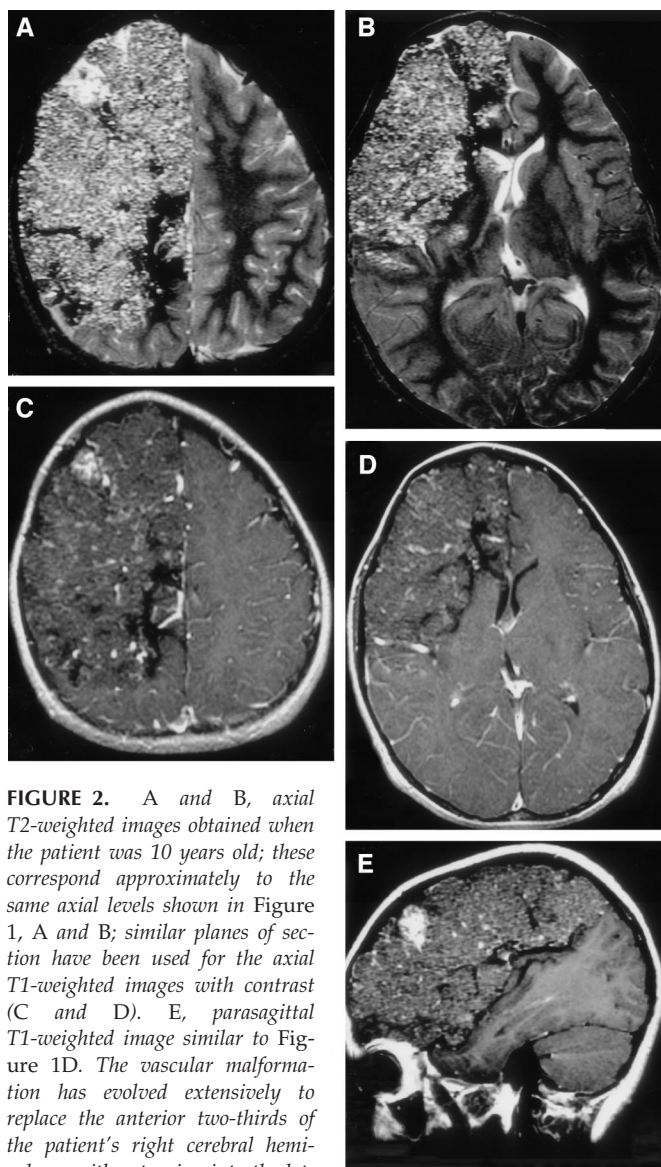 A
B
C
D
FIGURE 2. A and B, axial
T2-weighted images obtained when
the patient was 10 years old; these
correspond approximately to the
same axial levels shown in Figure
1, A and B; similar planes of sec-
tion have been used for the axial
T1-weighted images with contrast
(C and D). E, parasagittal
T1-weighted image similar to Fig-
ure 1D. The vascular malforma-
tion has evolved extensively to
replace the anterior two-thirds of
the patient's right cerebral hemi-
E